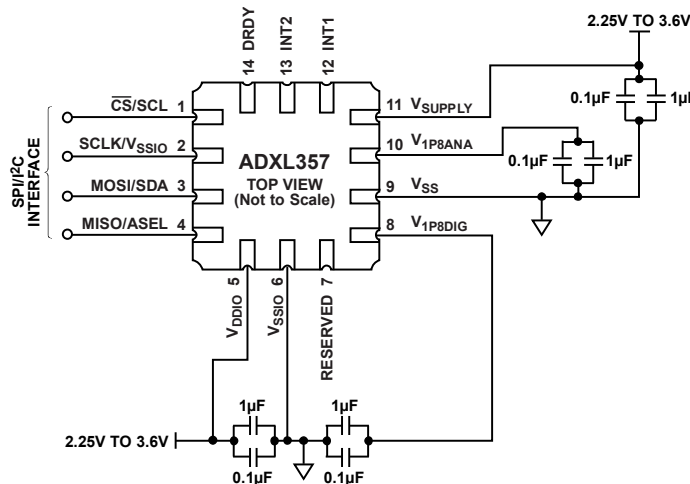 2.25V TO 3.6V
14 DRDY
13 INT2
12 INT1
CS/SCL 1
11 VSUPPLY
0.1µF
1µF
SPI/I²C INTERFACE
SCLK/VSSIO 2
ADXL357
TOP VIEW
(Not to Scale)
10 V1P8ANA
0.1µF
1µF
MOSI/SDA 3
9 VSS
MISO/ASEL 4
8 V1P8DIG
VDDIO 5
VSSIO 6
RESERVED 7
1µF
1µF
2.25V TO 3.6V
0.1µF
0.1µF